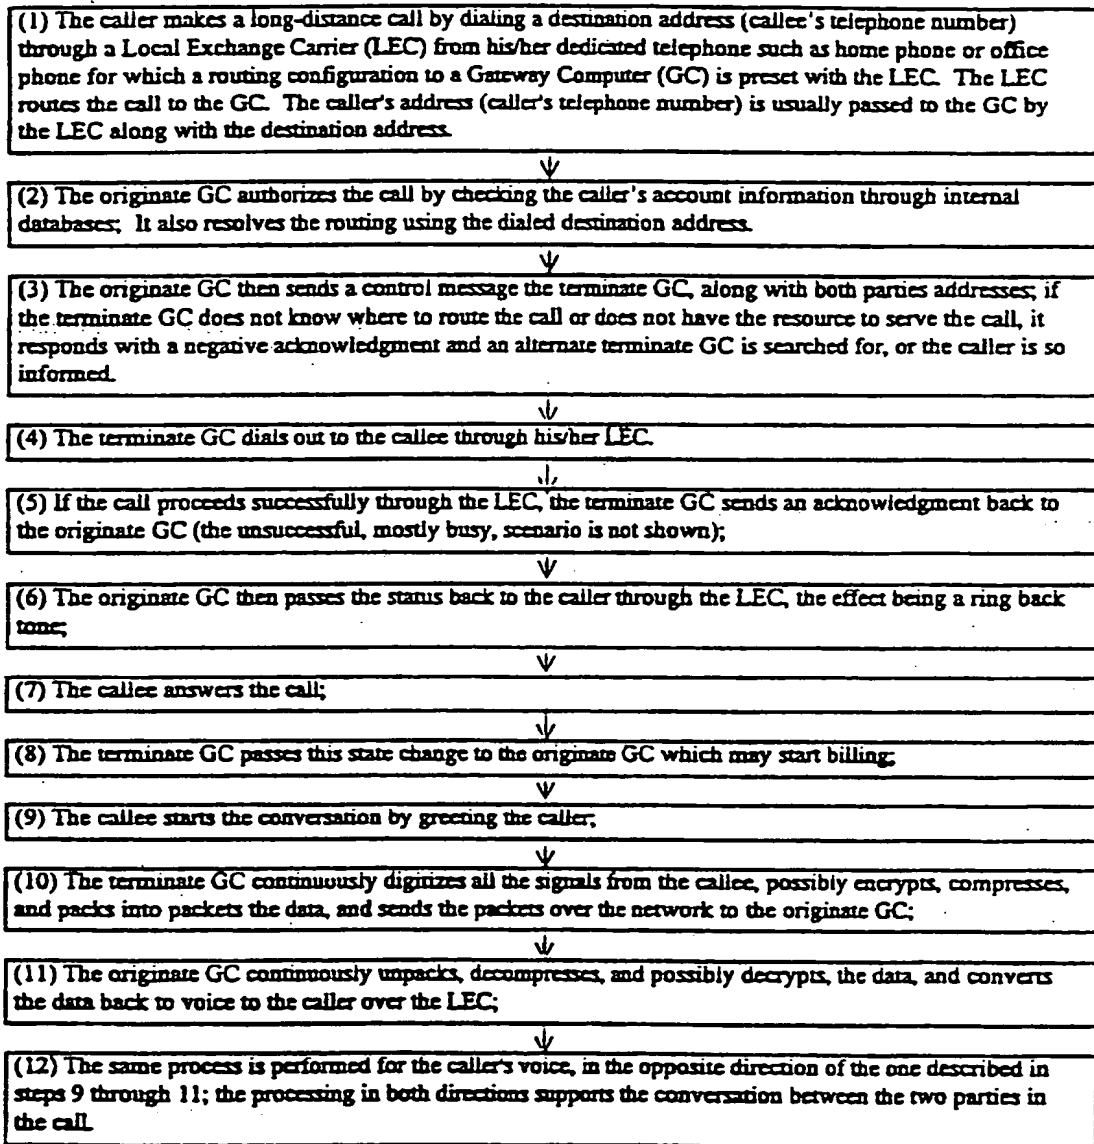 (1) The caller makes a long-distance call by dialing a destination address (callee's telephone number)
through a Local Exchange Carrier (LEC) from his/her dedicated telephone such as home phone or office
phone for which a routing configuration to a Gateway Computer (GC) is preset with the LEC. The LEC
routes the call to the GC. The caller's address (caller's telephone number) is usually passed to the GC by
the LEC along with the destination address.
(2) The originate GC authorizes the call by checking the caller's account information through internal
databases; It also resolves the routing using the dialed destination address.
(3) The originate GC then sends a control message the terminate GC, along with both parties addresses; if
the terminate GC does not know where to route the call or does not have the resource to serve the call, it
responds with a negative acknowledgment and an alternate terminate GC is searched for, or the caller is so
informed.
(4) The terminate GC dials out to the callee through his/her LEC.
(5) If the call proceeds successfully through the LEC, the terminate GC sends an acknowledgment back to
the originate GC (the unsuccessful, mostly busy, scenario is not shown);
(6) The originate GC then passes the status back to the caller through the LEC, the effect being a ring back
tone;
(7) The callee answers the call;
(8) The terminate GC passes this state change to the originate GC which may start billing;
(9) The callee starts the conversation by greeting the caller;
(10) The terminate GC continuously digitizes all the signals from the callee, possibly encrypts, compresses,
and packs into packets the data, and sends the packets over the network to the originate GC;
(11) The originate GC continuously unpacks, decompresses, and possibly decrypts, the data, and converts
the data back to voice to the caller over the LEC;
(12) The same process is performed for the caller's voice, in the opposite direction of the one described in
steps 9 through 11; the processing in both directions supports the conversation between the two parties in
the call.